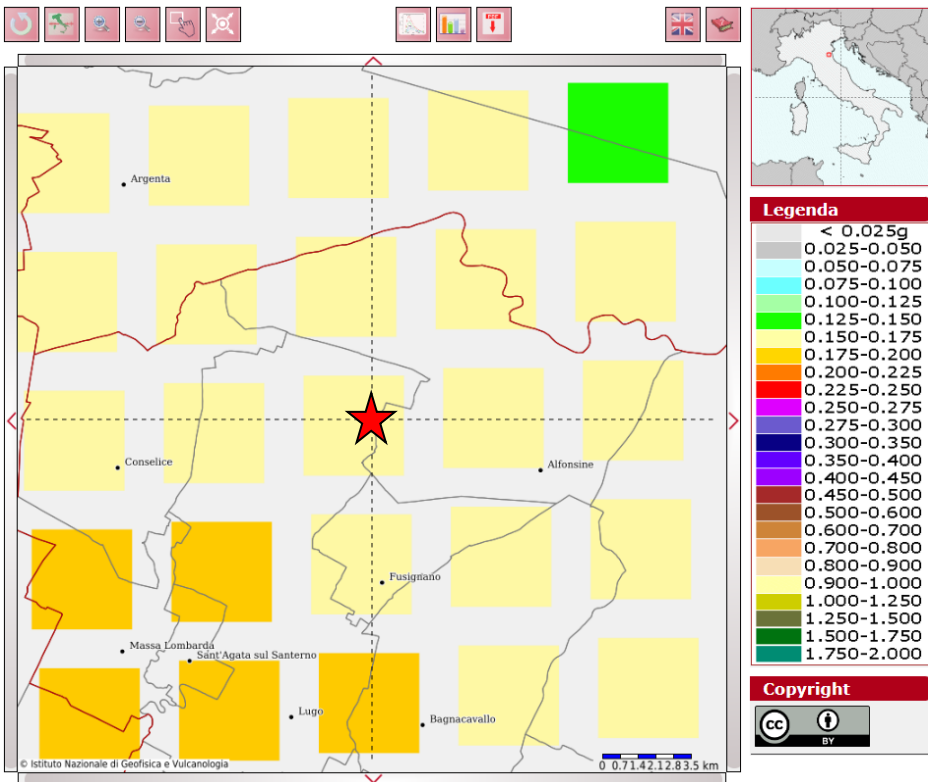 PDF
Argenta
Conselice
Alfonsine
Fusignano
Massa Lombarda
Sant'Agata sul Santerno
Lugo
Bagnacavallo
© Istituto Nazionale di Geofisica e Vulcanologia
0 0.71.42.12.83.5 km
Legenda
< 0.025g
0.025-0.050
0.050-0.075
0.075-0.100
0.100-0.125
0.125-0.150
0.150-0.175
0.175-0.200
0.200-0.225
0.225-0.250
0.250-0.275
0.275-0.300
0.300-0.350
0.350-0.400
0.400-0.450
0.450-0.500
0.500-0.600
0.600-0.700
0.700-0.800
0.800-0.900
0.900-1.000
1.000-1.250
1.250-1.500
1.500-1.750
1.750-2.000
Copyright
cc
BY